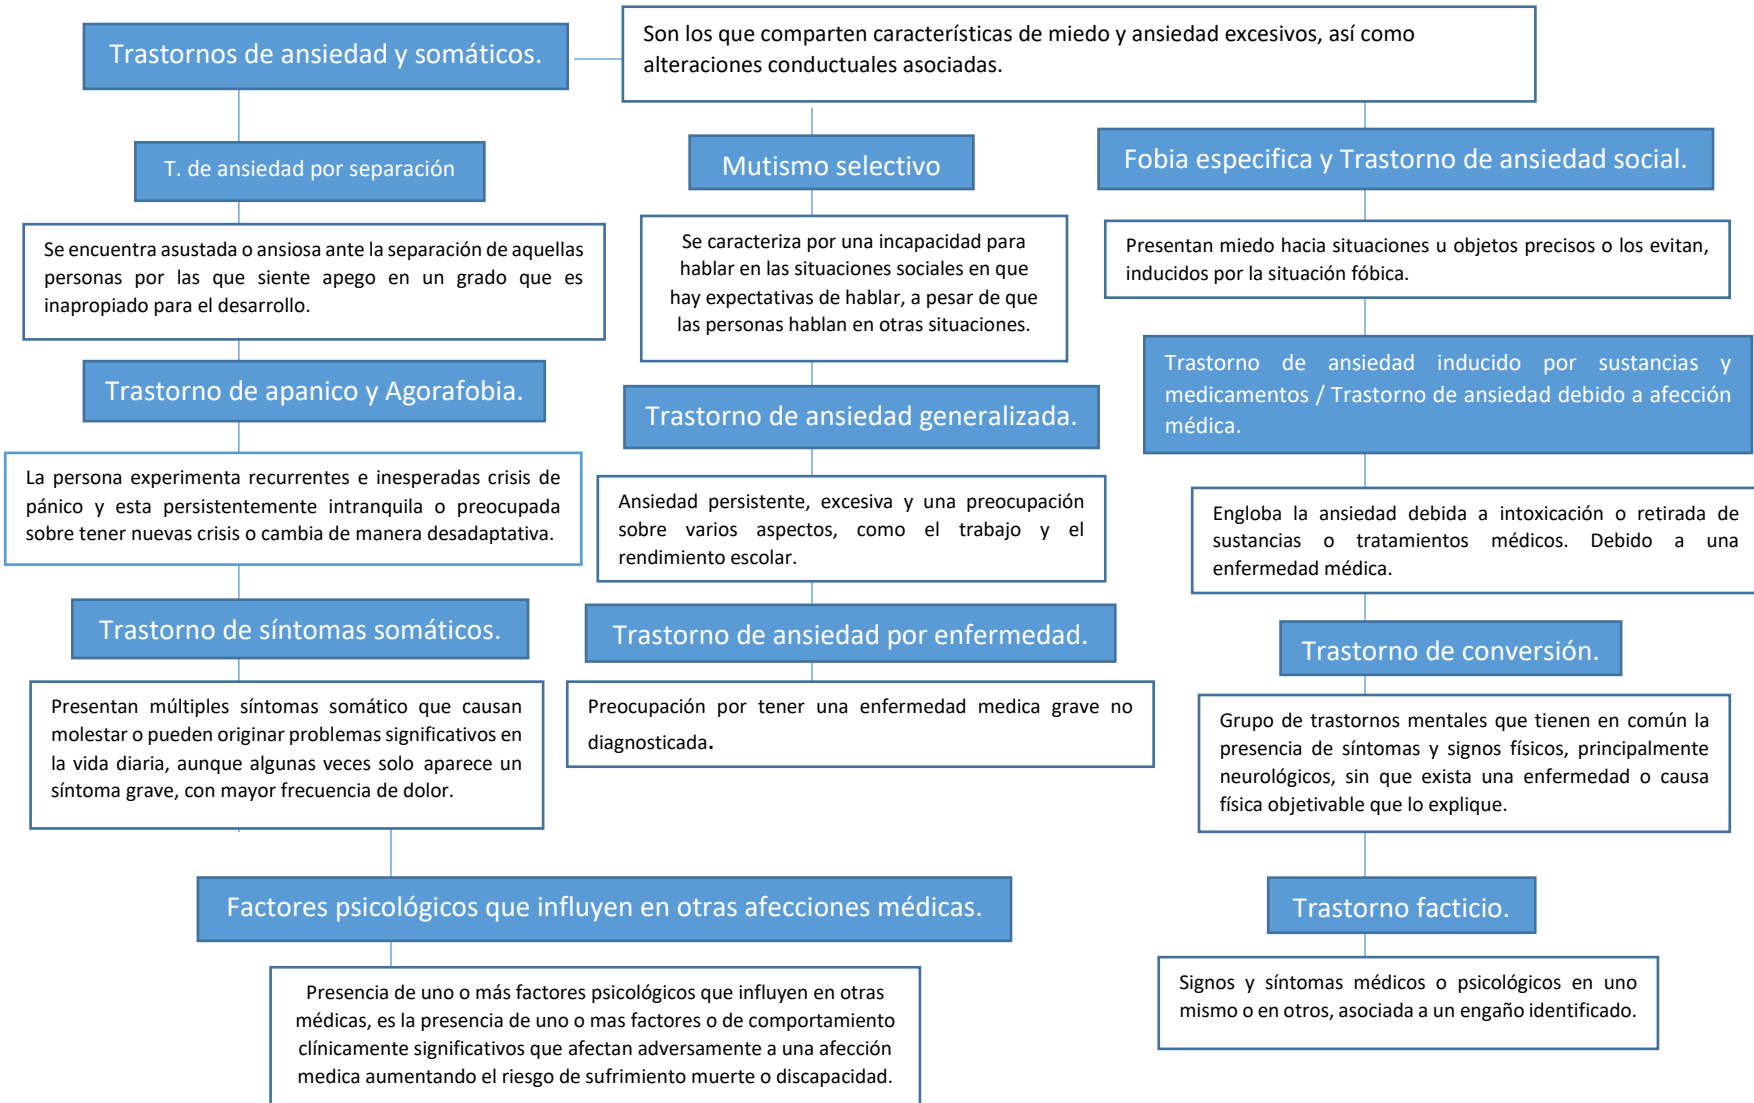 Trastornos de ansiedad y somáticos.
Son los que comparten características de miedo y ansiedad excesivos, así como
alteraciones conductuales asociadas.
T. de ansiedad por separación
Mutismo selectivo
Fobia especifica y Trastorno de ansiedad social.
Se encuentra asustada o ansiosa ante la separación de aquellas
personas por las que siente apego en un grado que es
inapropiado para el desarrollo.
Se caracteriza por una incapacidad para
hablar en las situaciones sociales en que
hay expectativas de hablar, a pesar de que
las personas hablan en otras situaciones.
Presentan miedo hacia situaciones u objetos precisos o los evitan,
inducidos por la situación fóbica.
Trastorno de apanico y Agorafobia.
Trastorno de ansiedad generalizada.
Trastorno de ansiedad inducido por sustancias y
medicamentos / Trastorno de ansiedad debido a afección
médica.
La persona experimenta recurrentes e inesperadas crisis de
pánico y esta persistentemente intranquila o preocupada
sobre tener nuevas crisis o cambia de manera desadaptativa.
Ansiedad persistente, excesiva y una preocupación
sobre varios aspectos, como el trabajo y el
rendimiento escolar.
Engloba la ansiedad debida a intoxicación o retirada de
sustancias o tratamientos médicos. Debido a una
enfermedad médica.
Trastorno de síntomas somáticos.
Trastorno de ansiedad por enfermedad.
Trastorno de conversión.
Presentan múltiples síntomas somático que causan
molestar o pueden originar problemas significativos en
la vida diaria, aunque algunas veces solo aparece un
síntoma grave, con mayor frecuencia de dolor.
Preocupación por tener una enfermedad medica grave no
diagnosticada.
Grupo de trastornos mentales que tienen en común la
presencia de síntomas y signos físicos, principalmente
neurológicos, sin que exista una enfermedad o causa
física objetivable que lo explique.
Factores psicológicos que influyen en otras afecciones médicas.
Trastorno facticio.
Presencia de uno o más factores psicológicos que influyen en otras
médicas, es la presencia de uno o mas factores o de comportamiento
clínicamente significativos que afectan adversamente a una afección
medica aumentando el riesgo de sufrimiento muerte o discapacidad.
Signos y síntomas médicos o psicológicos en uno
mismo o en otros, asociada a un engaño identificado.